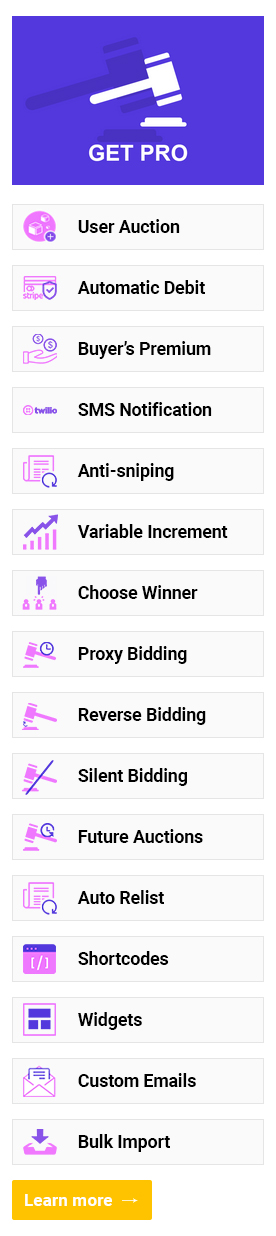 GET PRO
User Auction
stripe
Automatic Debit
Buyer’s Premium
twilio
SMS Notification
Anti-sniping
Variable Increment
Choose Winner
Proxy Bidding
Reverse Bidding
Silent Bidding
Future Auctions
Auto Relist
[/]
Shortcodes
Widgets
Custom Emails
Bulk Import
Learn more →